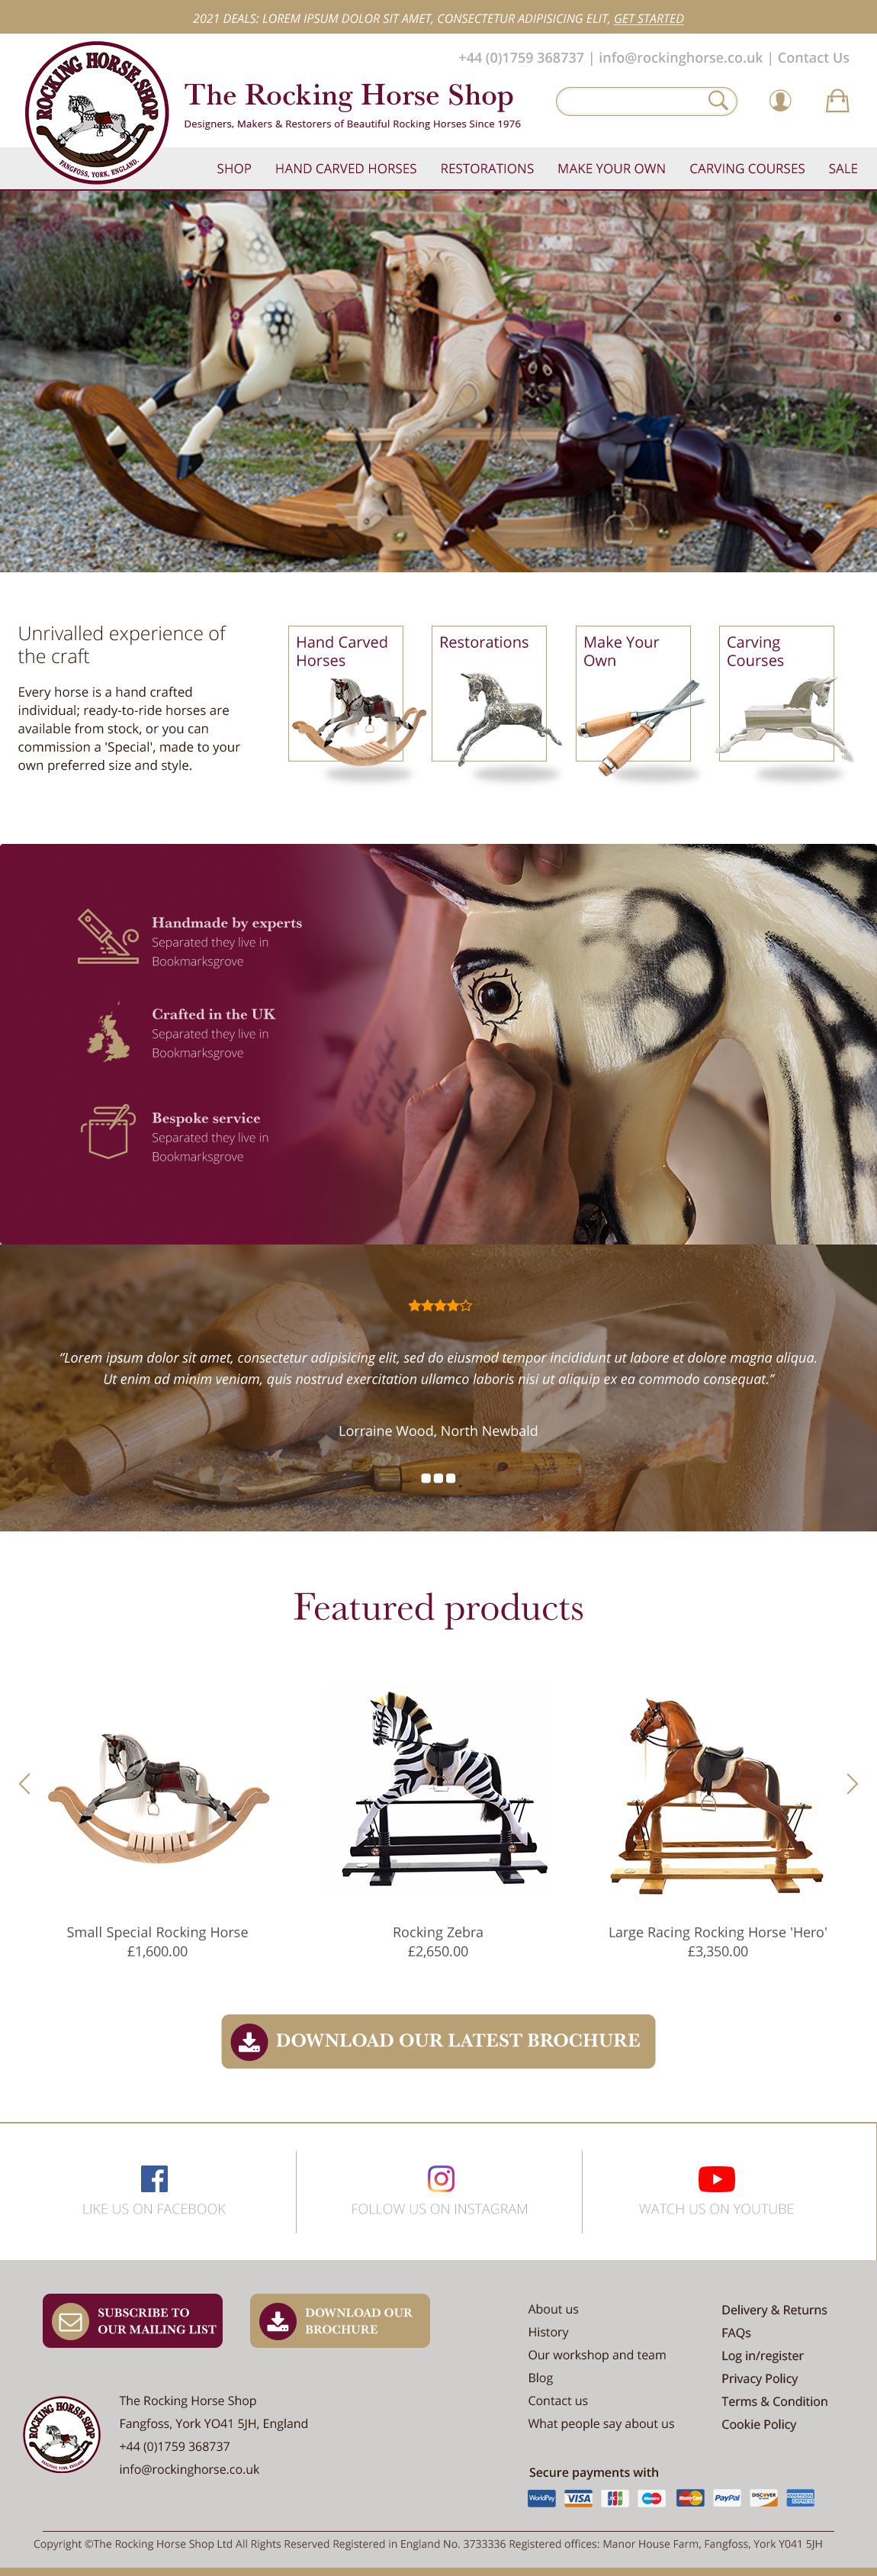 2021 DEALS: LOREM IPSUM DOLOR SIT AMET, CONSECTETUR ADIPISICING ELIT, GET STARTED
+44 (0)1759 368737 | info@rockinghorse.co.uk | Contact Us
ROCKING HORSE SHOP
FANGFOSS, YORK, ENGLAND.
The Rocking Horse Shop
Designers, Makers & Restorers of Beautiful Rocking Horses Since 1976
SHOP HAND CARVED HORSES RESTORATIONS MAKE YOUR OWN CARVING COURSES SALE
Unrivalled experience of
the craft
Every horse is a hand crafted
individual; ready-to-ride horses are
available from stock, or you can
commission a 'Special', made to your
own preferred size and style.
Hand Carved
Horses
Restorations
Make Your
Own
Carving
Courses
Handmade by experts
Separated they live in
Bookmarksgrove
Crafted in the UK
Separated they live in
Bookmarksgrove
Bespoke service
Separated they live in
Bookmarksgrove
“Lorem ipsum dolor sit amet, consectetur adipisicing elit, sed do eiusmod tempor incididunt ut labore et dolore magna aliqua.
Ut enim ad minim veniam, quis nostrud exercitation ullamco laboris nisi ut aliquip ex ea commodo consequat.”
Lorraine Wood, North Newbald
Featured products
Small Special Rocking Horse
£1,600.00
Rocking Zebra
£2,650.00
Large Racing Rocking Horse 'Hero'
£3,350.00
DOWNLOAD OUR LATEST BROCHURE
LIKE US ON FACEBOOK
FOLLOW US ON INSTAGRAM
WATCH US ON YOUTUBE
SUBSCRIBE TO
OUR MAILING LIST
DOWNLOAD OUR
BROCHURE
ROCKING HORSE SHOP
FANGFOSS, YORK, ENGLAND
The Rocking Horse Shop
Fangfoss, York YO41 5JH, England
+44 (0)1759 368737
info@rockinghorse.co.uk
About us
History
Our workshop and team
Blog
Contact us
What people say about us
Delivery & Returns
FAQs
Log in/register
Privacy Policy
Terms & Condition
Cookie Policy
Secure payments with
WorldPay VISA JCB Maestro MasterCard PayPal DISCOVER AMERICAN EXPRESS
Copyright ©The Rocking Horse Shop Ltd All Rights Reserved Registered in England No. 3733336 Registered offices: Manor House Farm, Fangfoss, York Y041 5JH